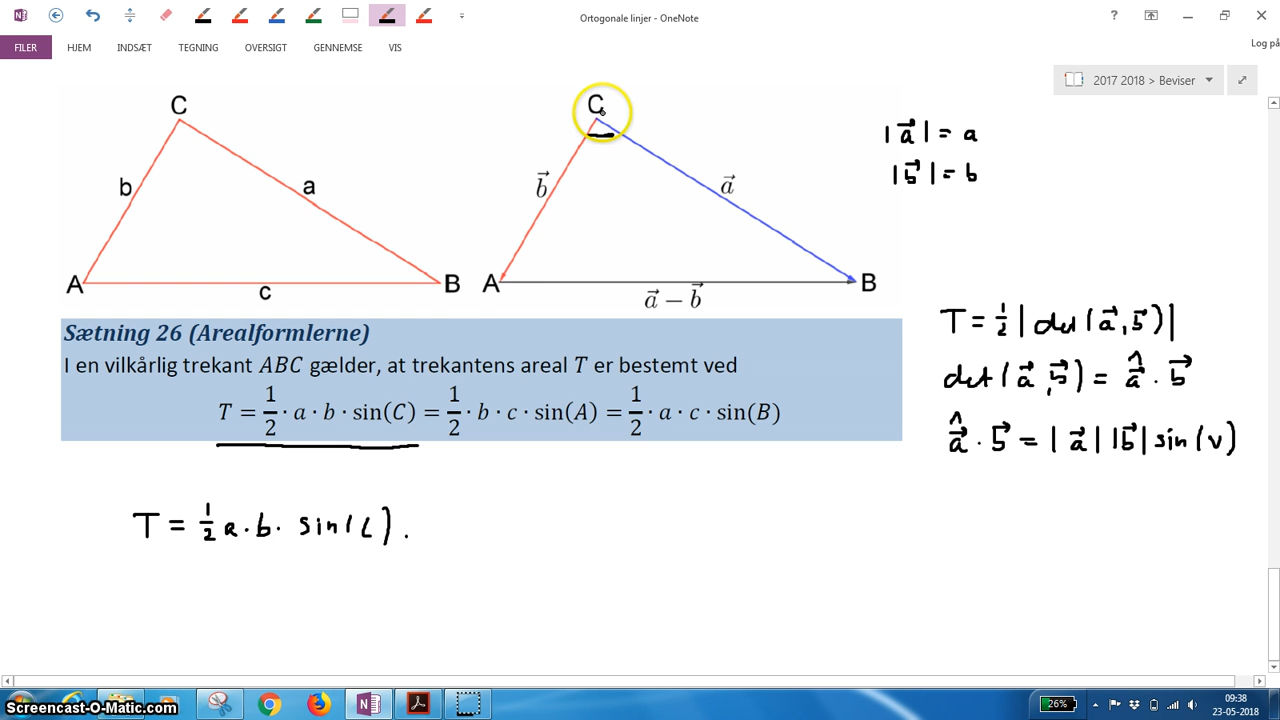 Ortogonale linjer - OneNote
?
FILER HJEM INDSÆT TEGNING OVERSIGT GENNEMSE VIS
Log på
2017 2018 > Beviser
C
b
a
A
c
B
C
b⃗
a⃗
A
a⃗ − b⃗
B
|a⃗| = a
|b⃗| = b
Sætning 26 (Arealformlerne)
I en vilkårlig trekant ABC gælder, at trekantens areal T er bestemt ved
T = 1/2 · a · b · sin(C) = 1/2 · b · c · sin(A) = 1/2 · a · c · sin(B)
T = 1/2 |det(a⃗, b⃗)|
det(a⃗, b⃗) = â⃗ · b⃗
â⃗ · b⃗ = |a⃗| |b⃗| sin(v)
T = 1/2 a · b · sin(C).
Screencast-O-Matic.com
26%
09:38
23-05-2018